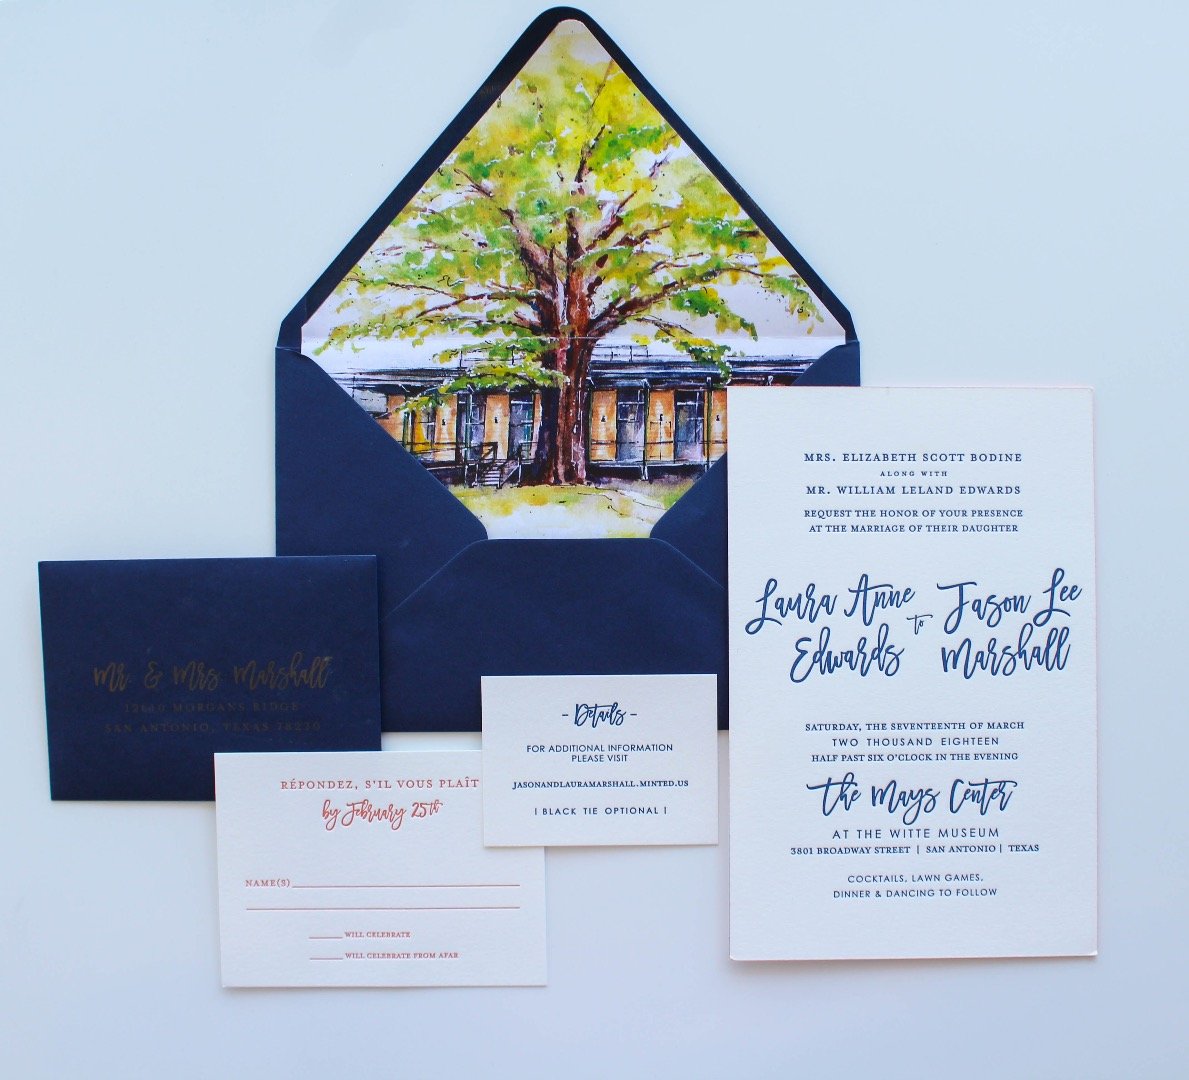 MRS. ELIZABETH SCOTT BODINE
ALONG WITH
MR. WILLIAM LELAND EDWARDS
REQUEST THE HONOR OF YOUR PRESENCE
AT THE MARRIAGE OF THEIR DAUGHTER
Laura Anne Edwards
to
Jason Lee Marshall
SATURDAY, THE SEVENTEENTH OF MARCH
TWO THOUSAND EIGHTEEN
HALF PAST SIX O'CLOCK IN THE EVENING
The Mays Center
AT THE WITTE MUSEUM
3801 BROADWAY STREET | SAN ANTONIO | TEXAS
COCKTAILS, LAWN GAMES,
DINNER & DANCING TO FOLLOW
Mr. & Mrs. Marshall
MORGANS RIDGE
SAN ANTONIO, TEXAS 78230
- Details -
FOR ADDITIONAL INFORMATION
PLEASE VISIT
JASONANDLAURAMARSHALL.MINTED.US
| BLACK TIE OPTIONAL |
RÉPONDEZ, S'IL VOUS PLAÎT
by February 25th
NAME(S)
WILL CELEBRATE
WILL CELEBRATE FROM AFAR